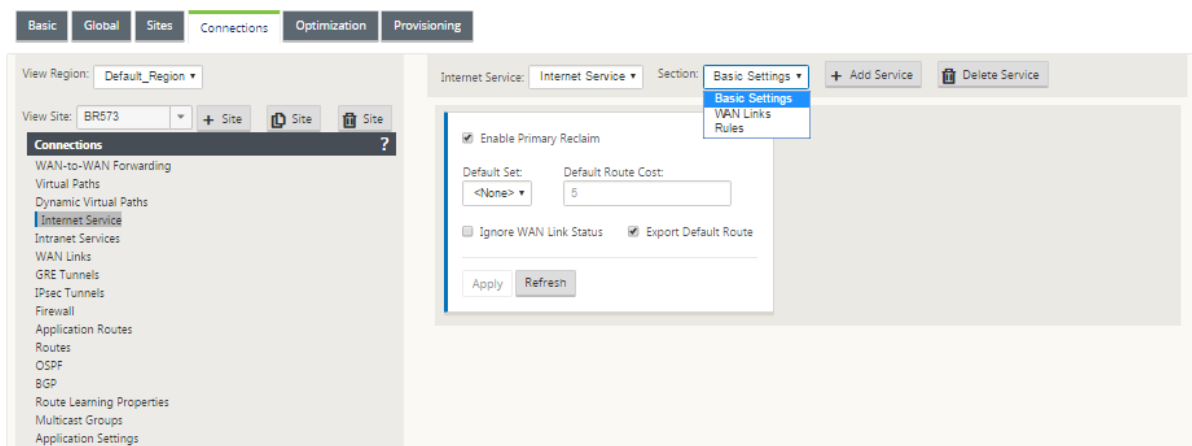 Basic Global Sites Connections Optimization Provisioning
View Region: Default_Region
View Site: BR573 + Site Site Site
Connections ?
WAN-to-WAN Forwarding
Virtual Paths
Dynamic Virtual Paths
Internet Service
Intranet Services
WAN Links
GRE Tunnels
IPsec Tunnels
Firewall
Application Routes
Routes
OSPF
BGP
Route Learning Properties
Multicast Groups
Application Settings
Internet Service: Internet Service Section: Basic Settings + Add Service Delete Service
Basic Settings
WAN Links
Rules
Enable Primary Reclaim
Default Set: Default Route Cost:
<None> 5
Ignore WAN Link Status Export Default Route
Apply Refresh